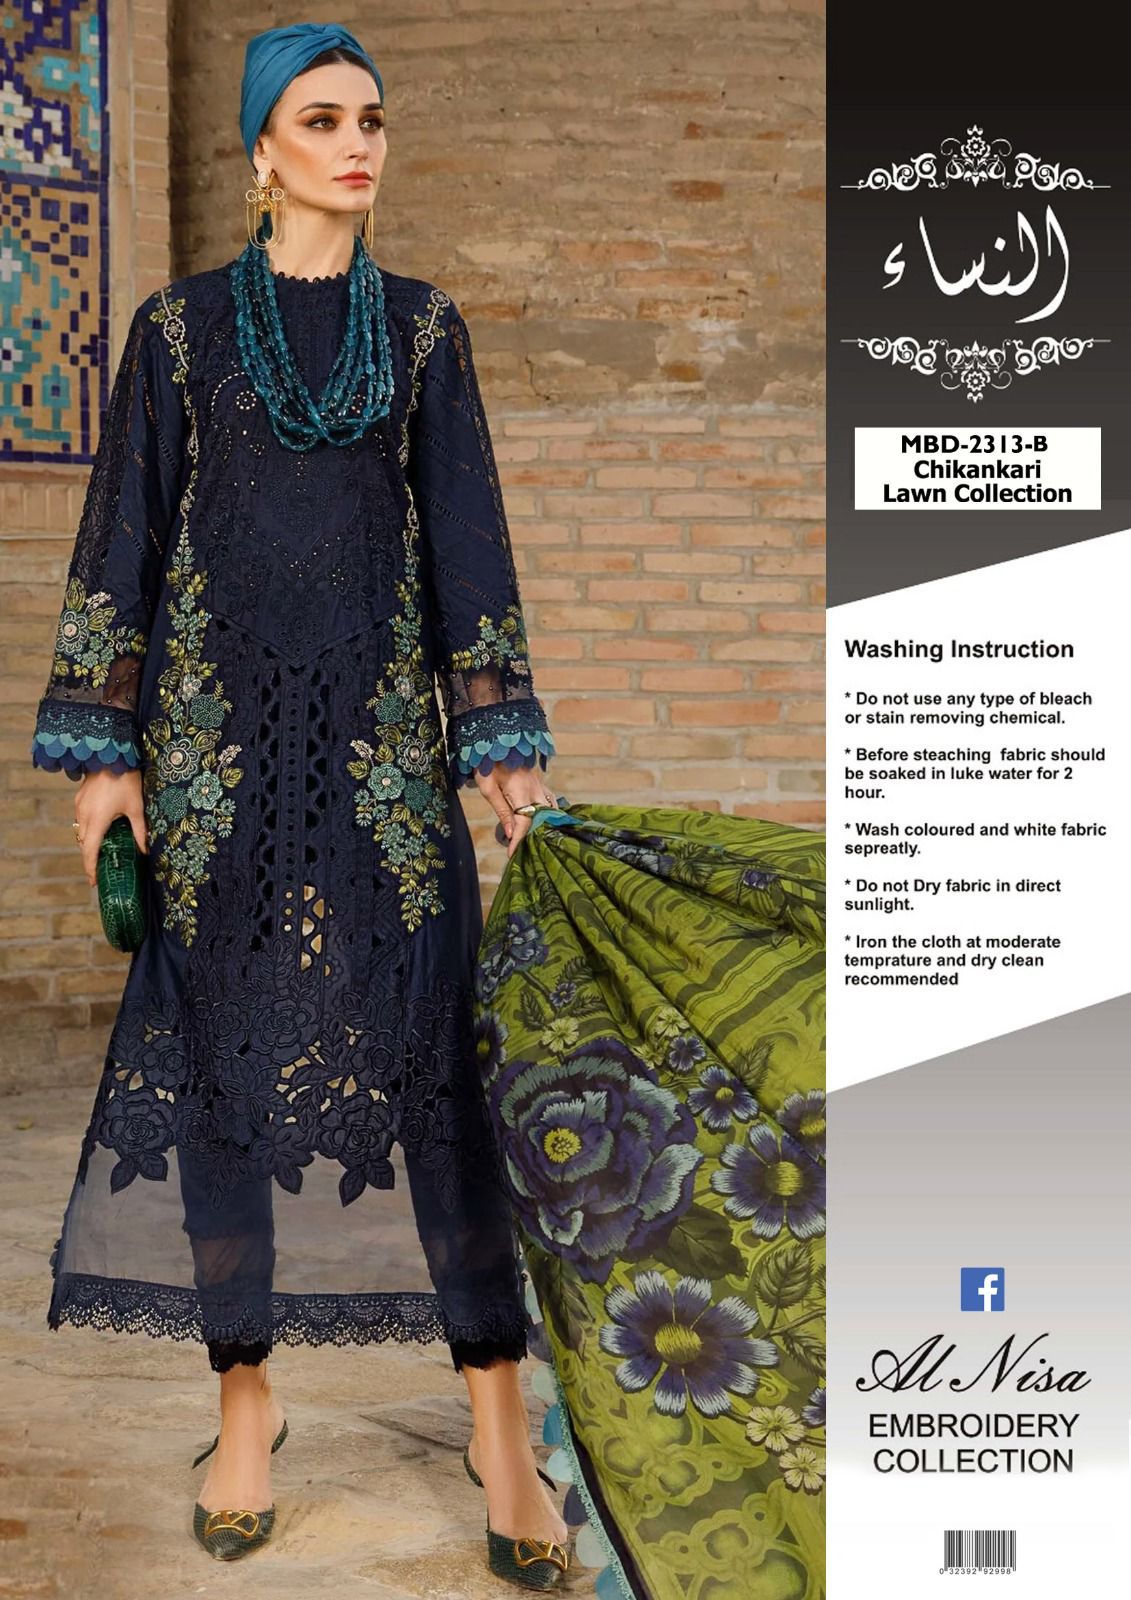 النساء
MBD-2313-B
Chikankari
Lawn Collection
Washing Instruction
* Do not use any type of bleach
or stain removing chemical.
* Before steaching fabric should
be soaked in luke water for 2
hour.
* Wash coloured and white fabric
sepreatly.
* Do not Dry fabric in direct
sunlight.
* Iron the cloth at moderate
temprature and dry clean
recommended
f
Al Nisa
EMBROIDERY
COLLECTION
0 32392 92998